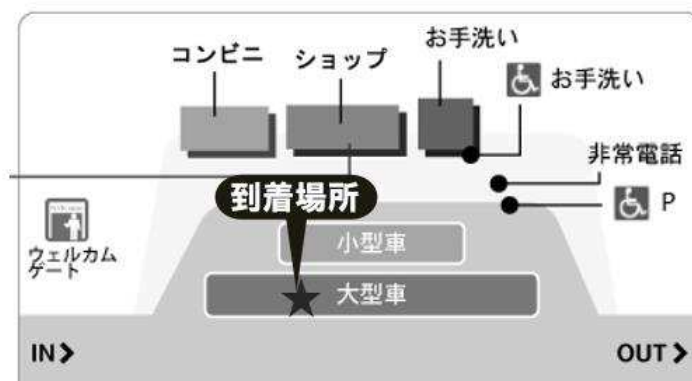 コンビニ
ショップ
お手洗い
お手洗い
非常電話
P
到着場所
小型車
大型車
ウェルカム
ゲート
IN
OUT